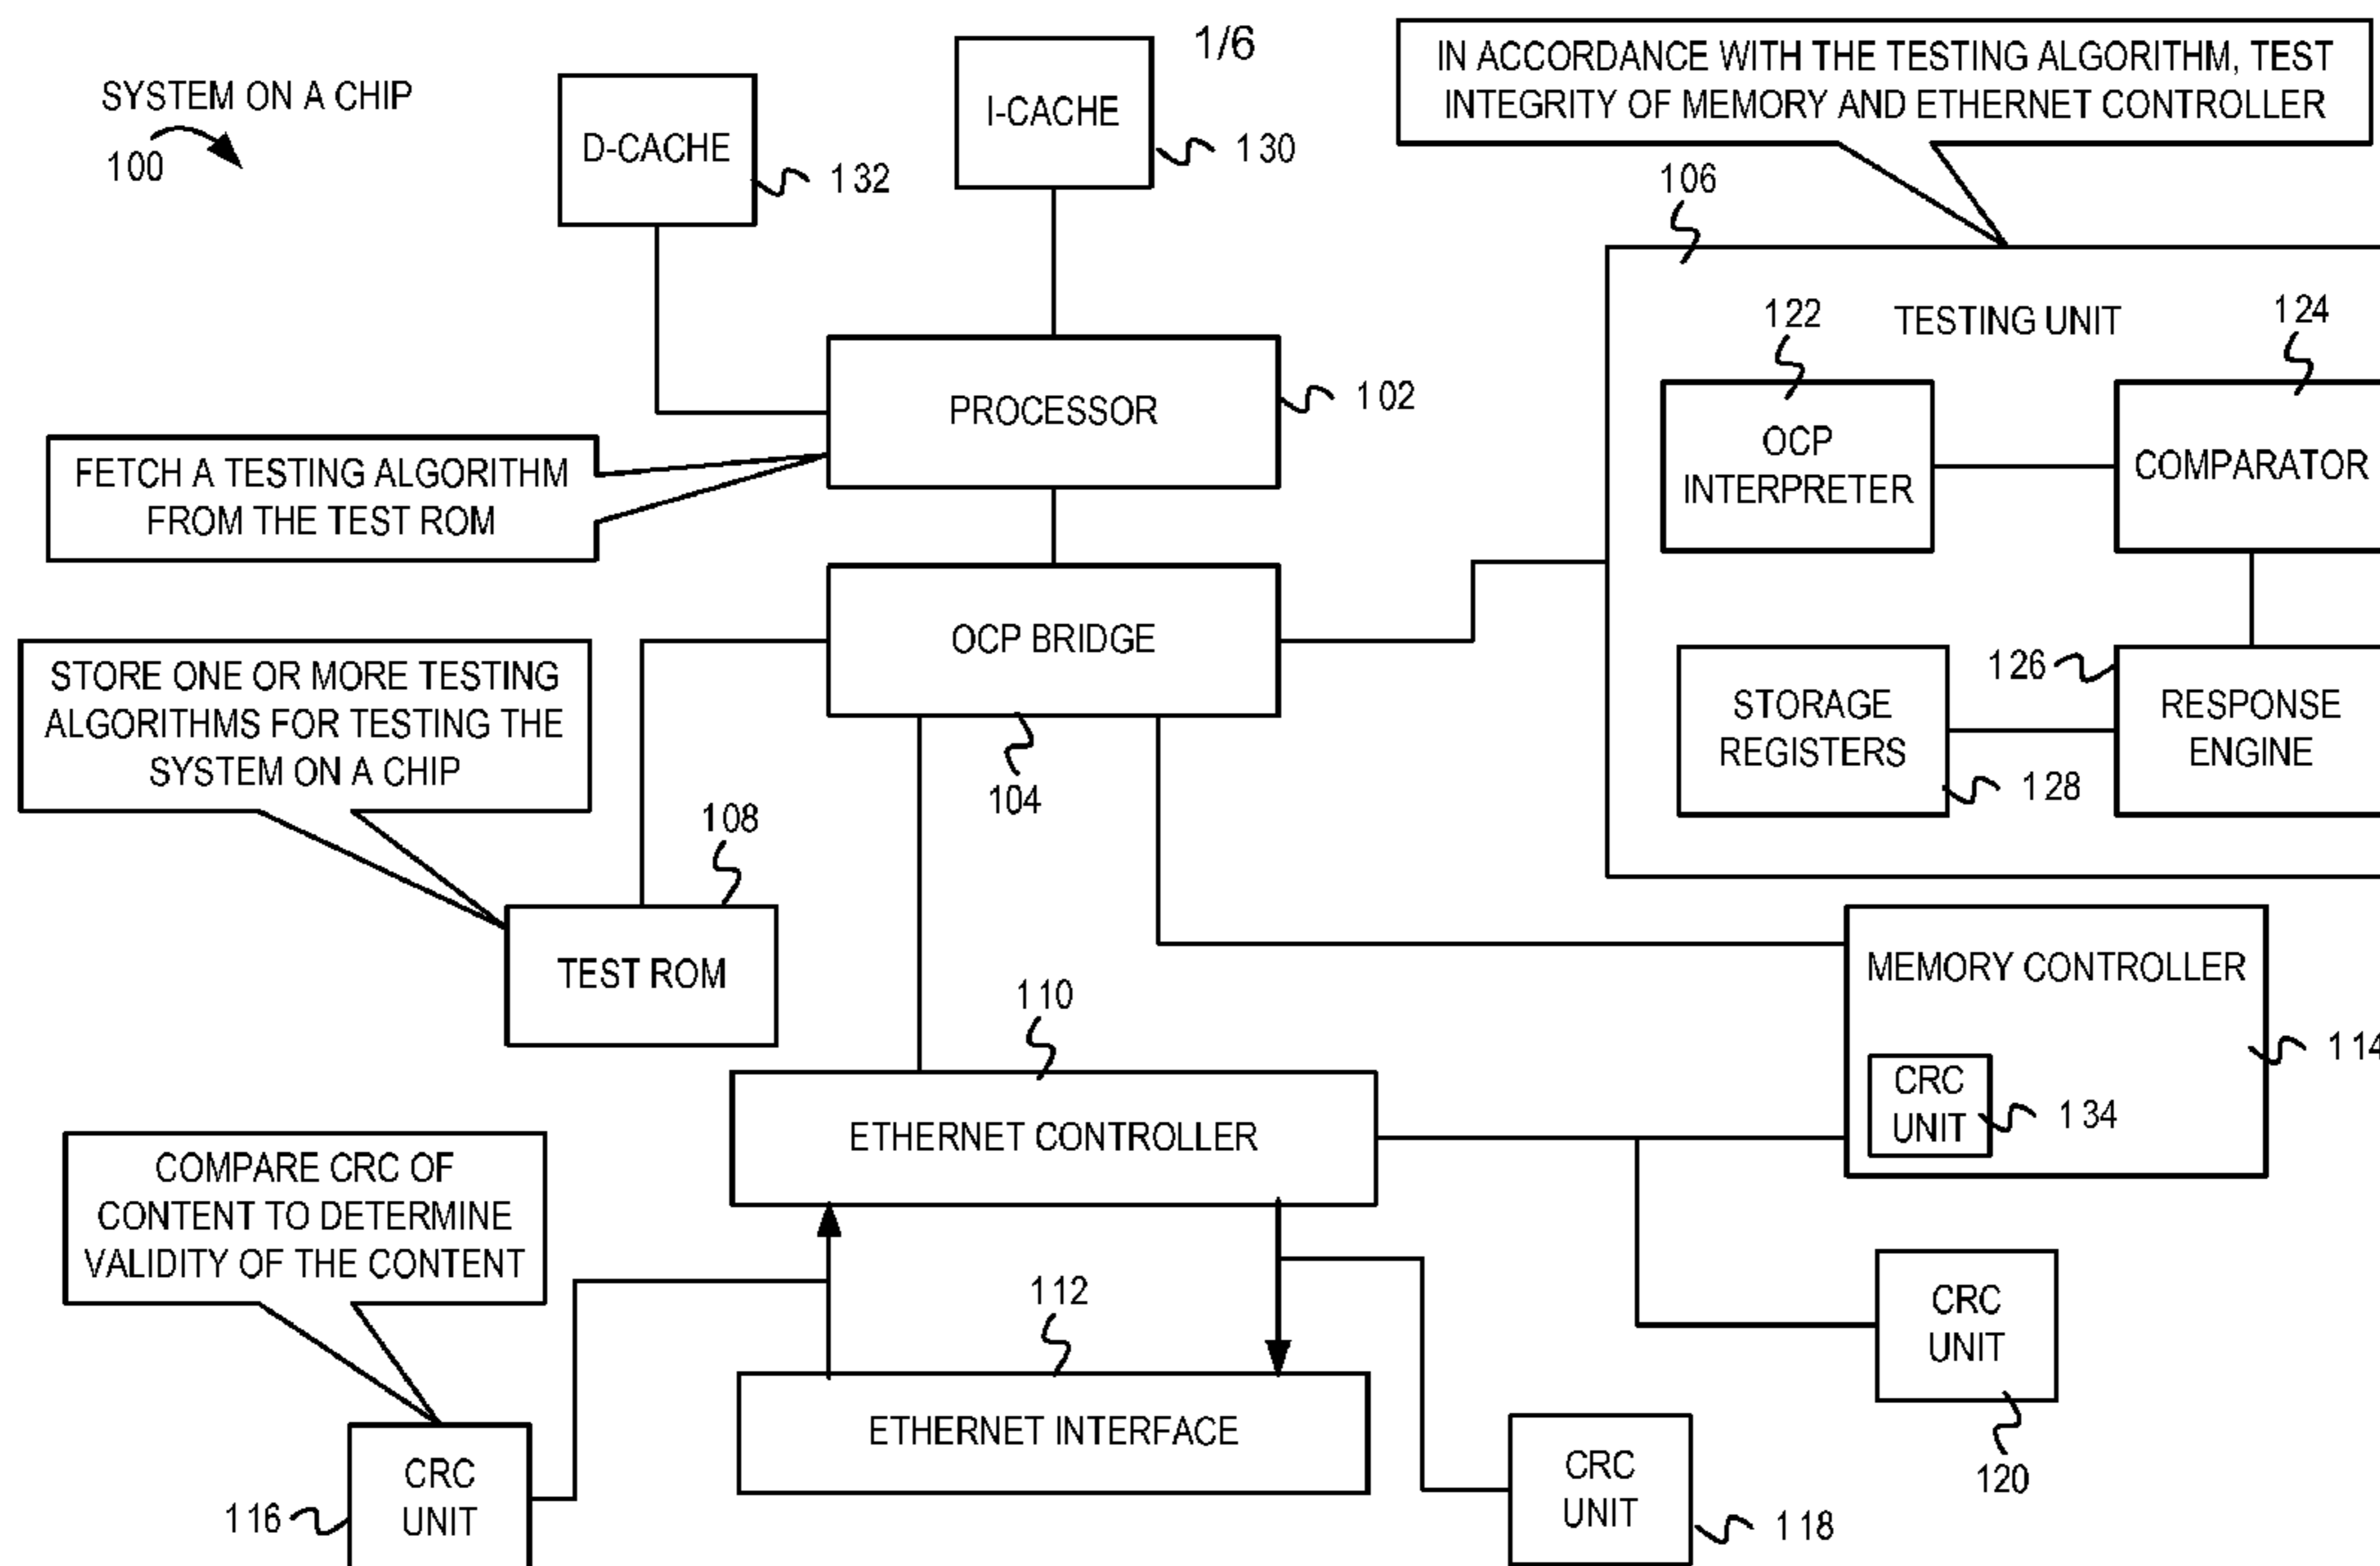 1/6
SYSTEM ON A CHIP
100
D-CACHE
132
I-CACHE
130
IN ACCORDANCE WITH THE TESTING ALGORITHM, TEST
INTEGRITY OF MEMORY AND ETHERNET CONTROLLER
106
TESTING UNIT
122
124
OCP
INTERPRETER
COMPARATOR
126
STORAGE
REGISTERS
128
RESPONSE
ENGINE
PROCESSOR
102
FETCH A TESTING ALGORITHM
FROM THE TEST ROM
OCP BRIDGE
104
STORE ONE OR MORE TESTING
ALGORITHMS FOR TESTING THE
SYSTEM ON A CHIP
108
TEST ROM
MEMORY CONTROLLER
114
CRC
UNIT
134
110
ETHERNET CONTROLLER
COMPARE CRC OF
CONTENT TO DETERMINE
VALIDITY OF THE CONTENT
112
ETHERNET INTERFACE
CRC
UNIT
120
CRC
UNIT
116
CRC
UNIT
118